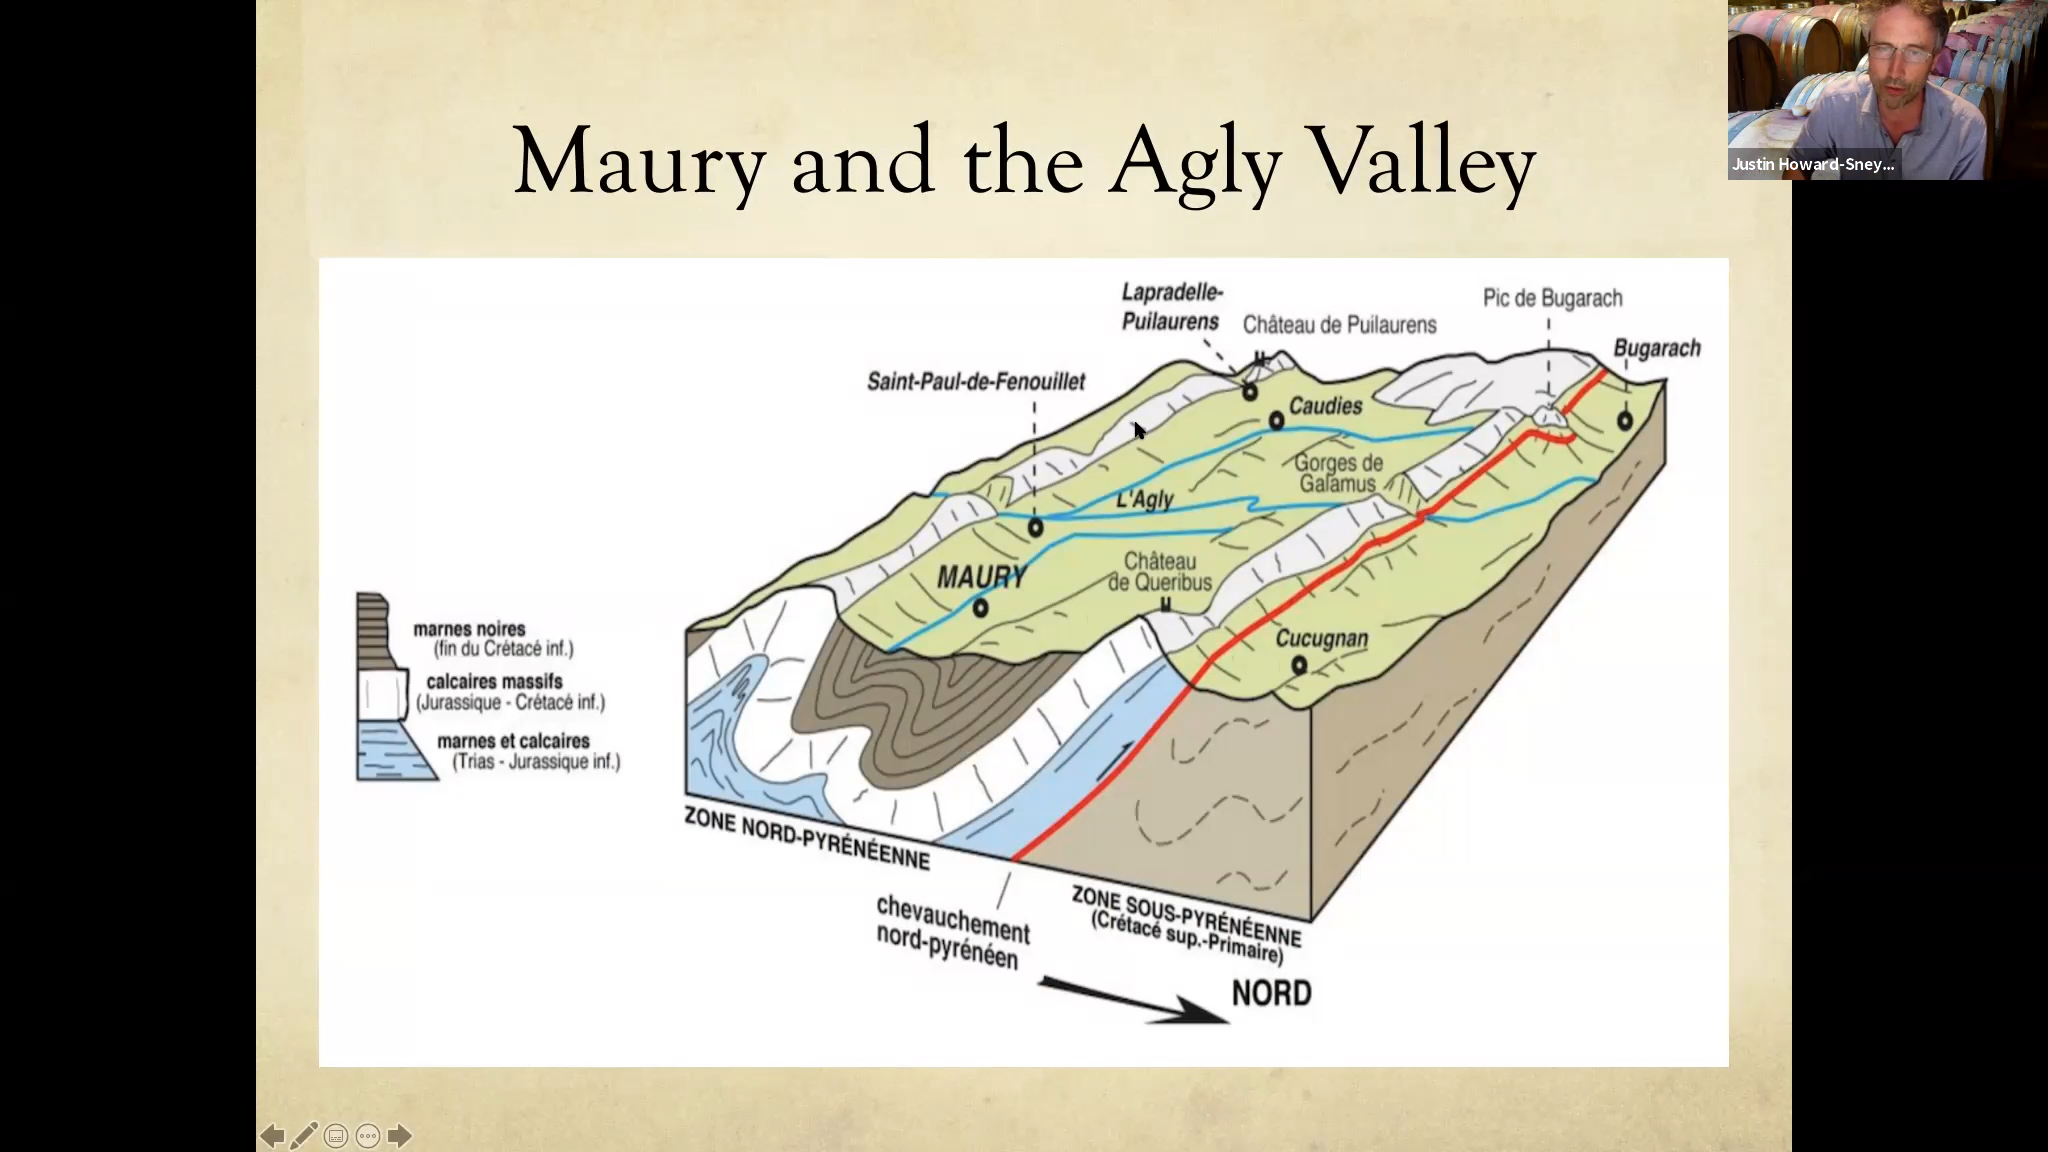 Justin Howard-Sney...
Maury and the Agly Valley
Lapradelle-
Puilaurens
Château de Puilaurens
Pic de Bugarach
Bugarach
Saint-Paul-de-Fenouillet
Caudies
Gorges de
Galamus
L'Agly
MAURY
Château
de Queribus
Cucugnan
marnes noires
(fin du Crétacé inf.)
calcaires massifs
(Jurassique - Crétacé inf.)
marnes et calcaires
(Trias - Jurassique inf.)
ZONE NORD-PYRÉNÉENNE
chevauchement
nord-pyrénéen
ZONE SOUS-PYRÉNÉENNE
(Crétacé sup.-Primaire)
NORD